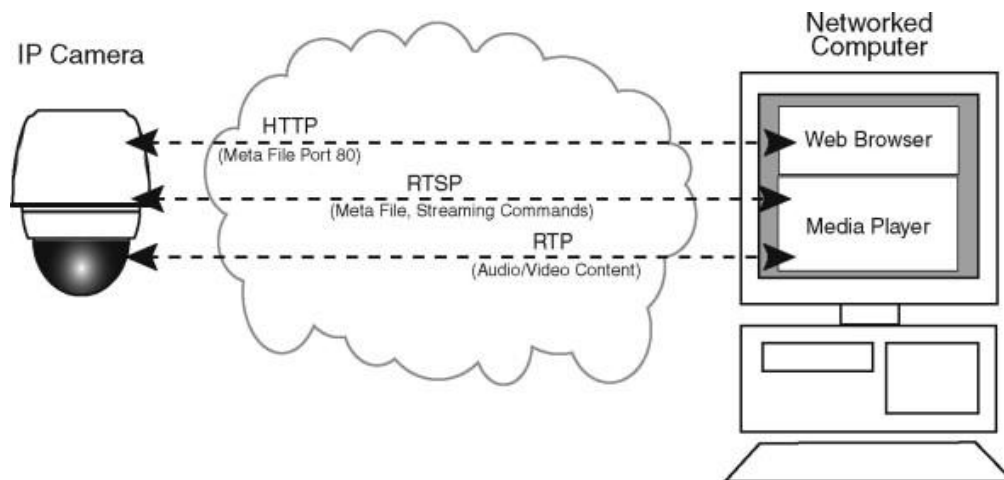 IP Camera
Networked
Computer
HTTP
(Meta File Port 80)
Web Browser
RTSP
(Meta File, Streaming Commands)
Media Player
RTP
(Audio/Video Content)